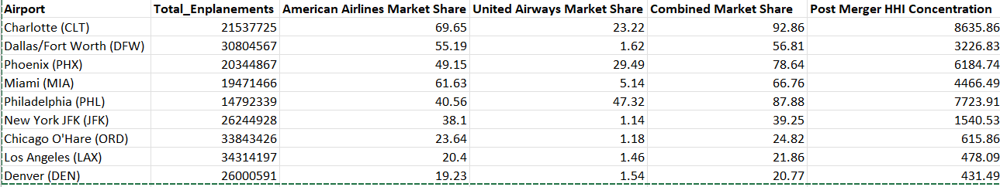 Airport Total_Enplanements American Airlines Market Share United Airways Market Share Combined Market Share Post Merger HHI Concentration
Charlotte (CLT) 21537725 69.65 23.22 92.86 8635.86
Dallas/Fort Worth (DFW) 30804567 55.19 1.62 56.81 3226.83
Phoenix (PHX) 20344867 49.15 29.49 78.64 6184.74
Miami (MIA) 19471466 61.63 5.14 66.76 4466.49
Philadelphia (PHL) 14792339 40.56 47.32 87.88 7723.91
New York JFK (JFK) 26244928 38.1 1.14 39.25 1540.53
Chicago O'Hare (ORD) 33843426 23.64 1.18 24.82 615.86
Los Angeles (LAX) 34314197 20.4 1.46 21.86 478.09
Denver (DEN) 26000591 19.23 1.54 20.77 431.49